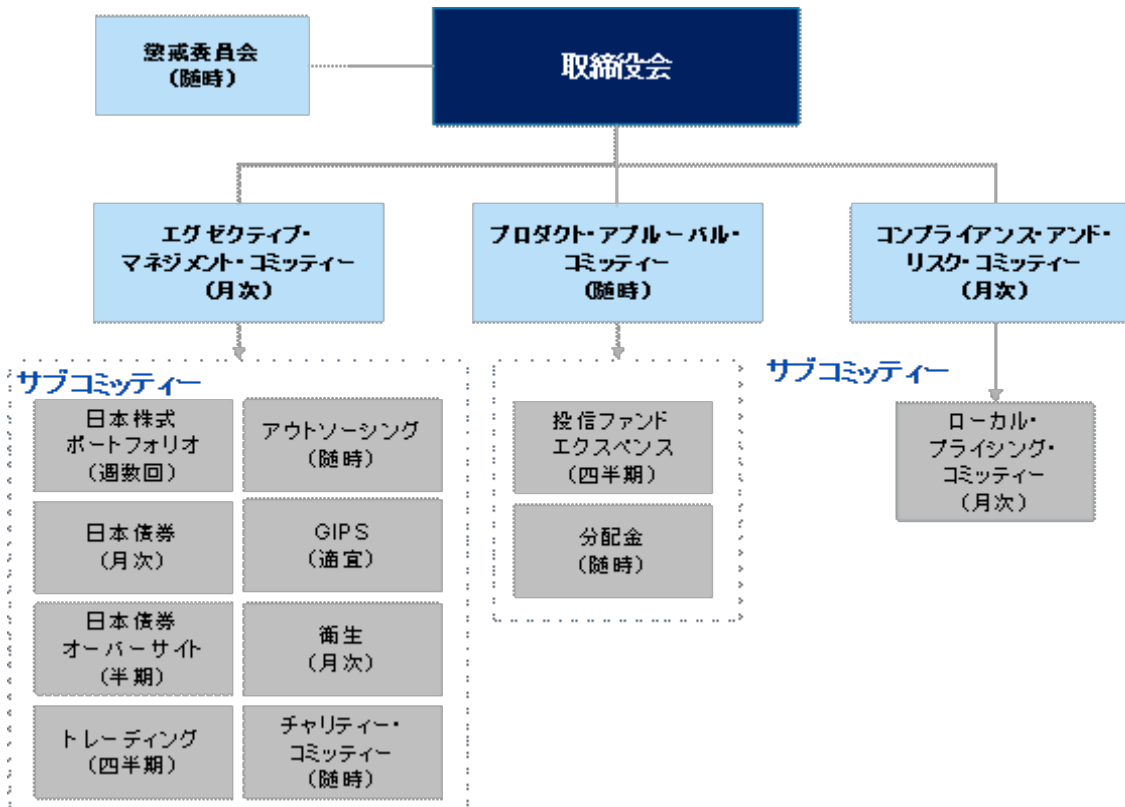 懲戒委員会
(随時)
取締役会
エグゼクティブ・
マネジメント・コミッティー
(月次)
プロダクト・アプルーバル・
コミッティー
(随時)
コンプライアンス・アンド・
リスク・コミッティー
(月次)
サブコミッティー
日本株式
ポートフォリオ
(週数回)
アウトソーシング
(随時)
日本債券
(月次)
GIPS
(適宜)
日本債券
オーバーサイト
(半期)
衛生
(月次)
トレーディング
(四半期)
チャリティー・
コミッティー
(随時)
投信ファンド
エクスペンス
(四半期)
分配金
(随時)
サブコミッティー
ローカル・
プライシング・
コミッティー
(月次)